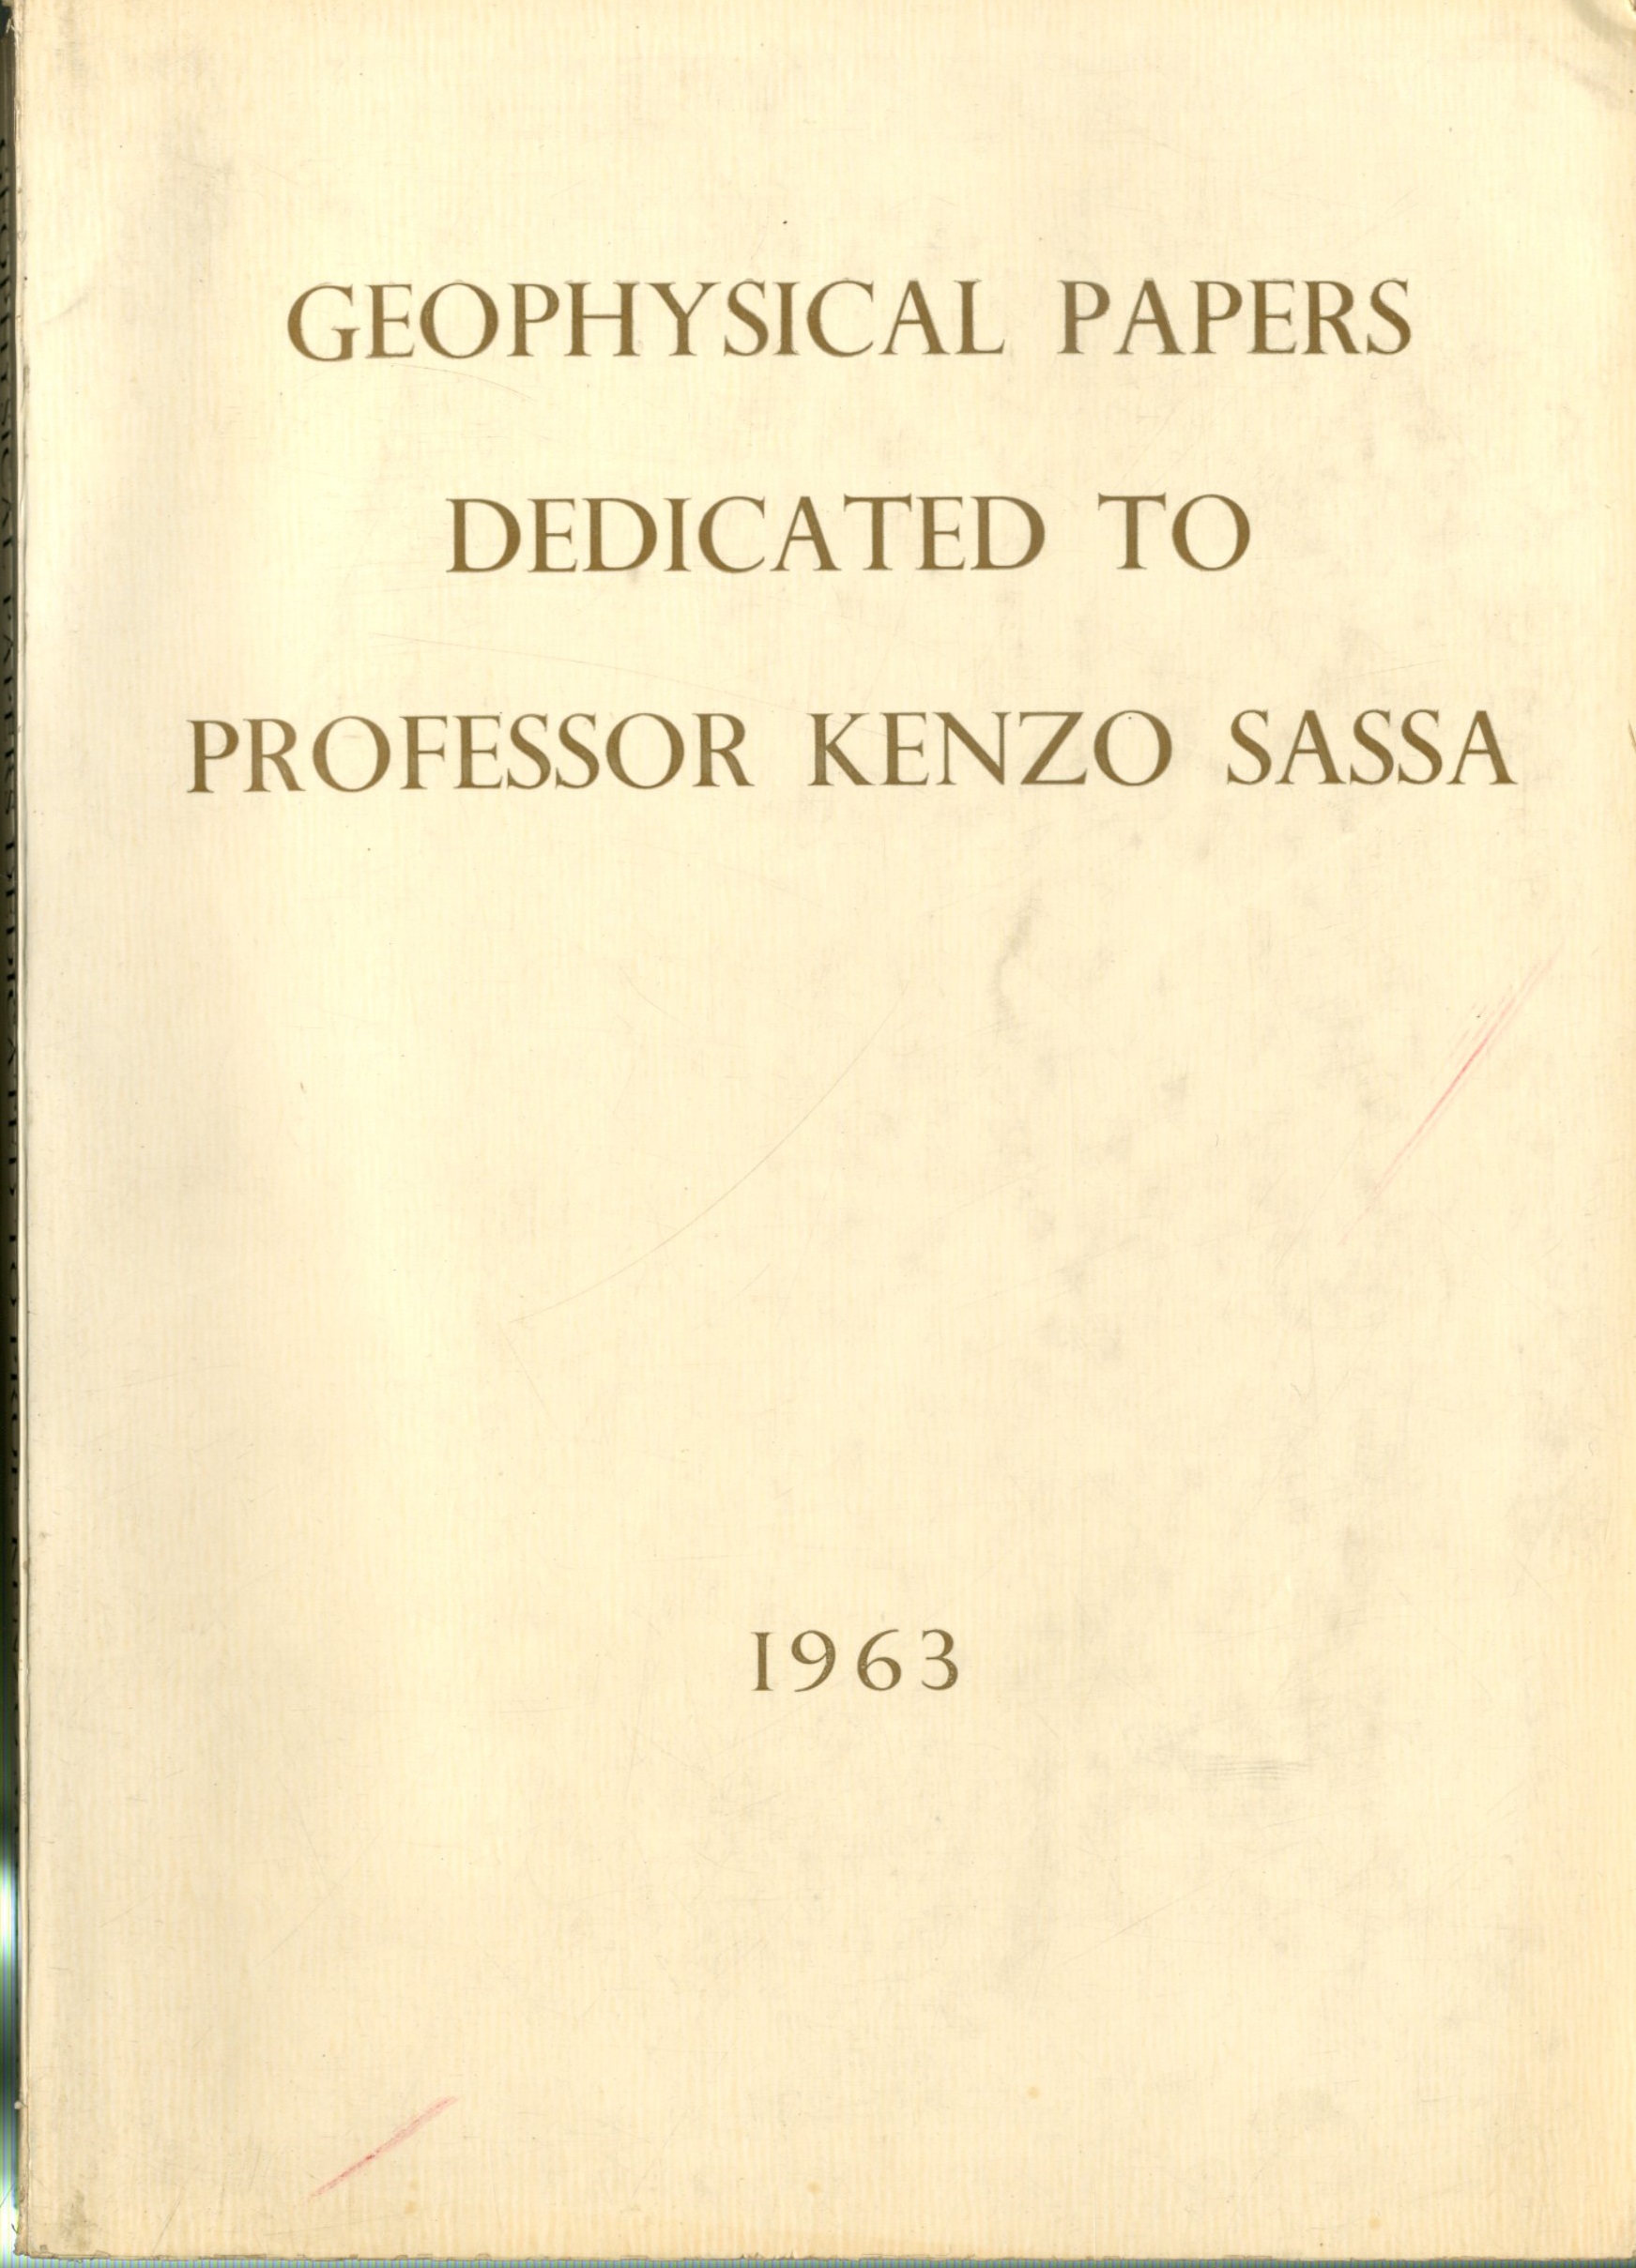 GEOPHYSICAL PAPERS
DEDICATED TO
PROFESSOR KENZO SASSA
1963